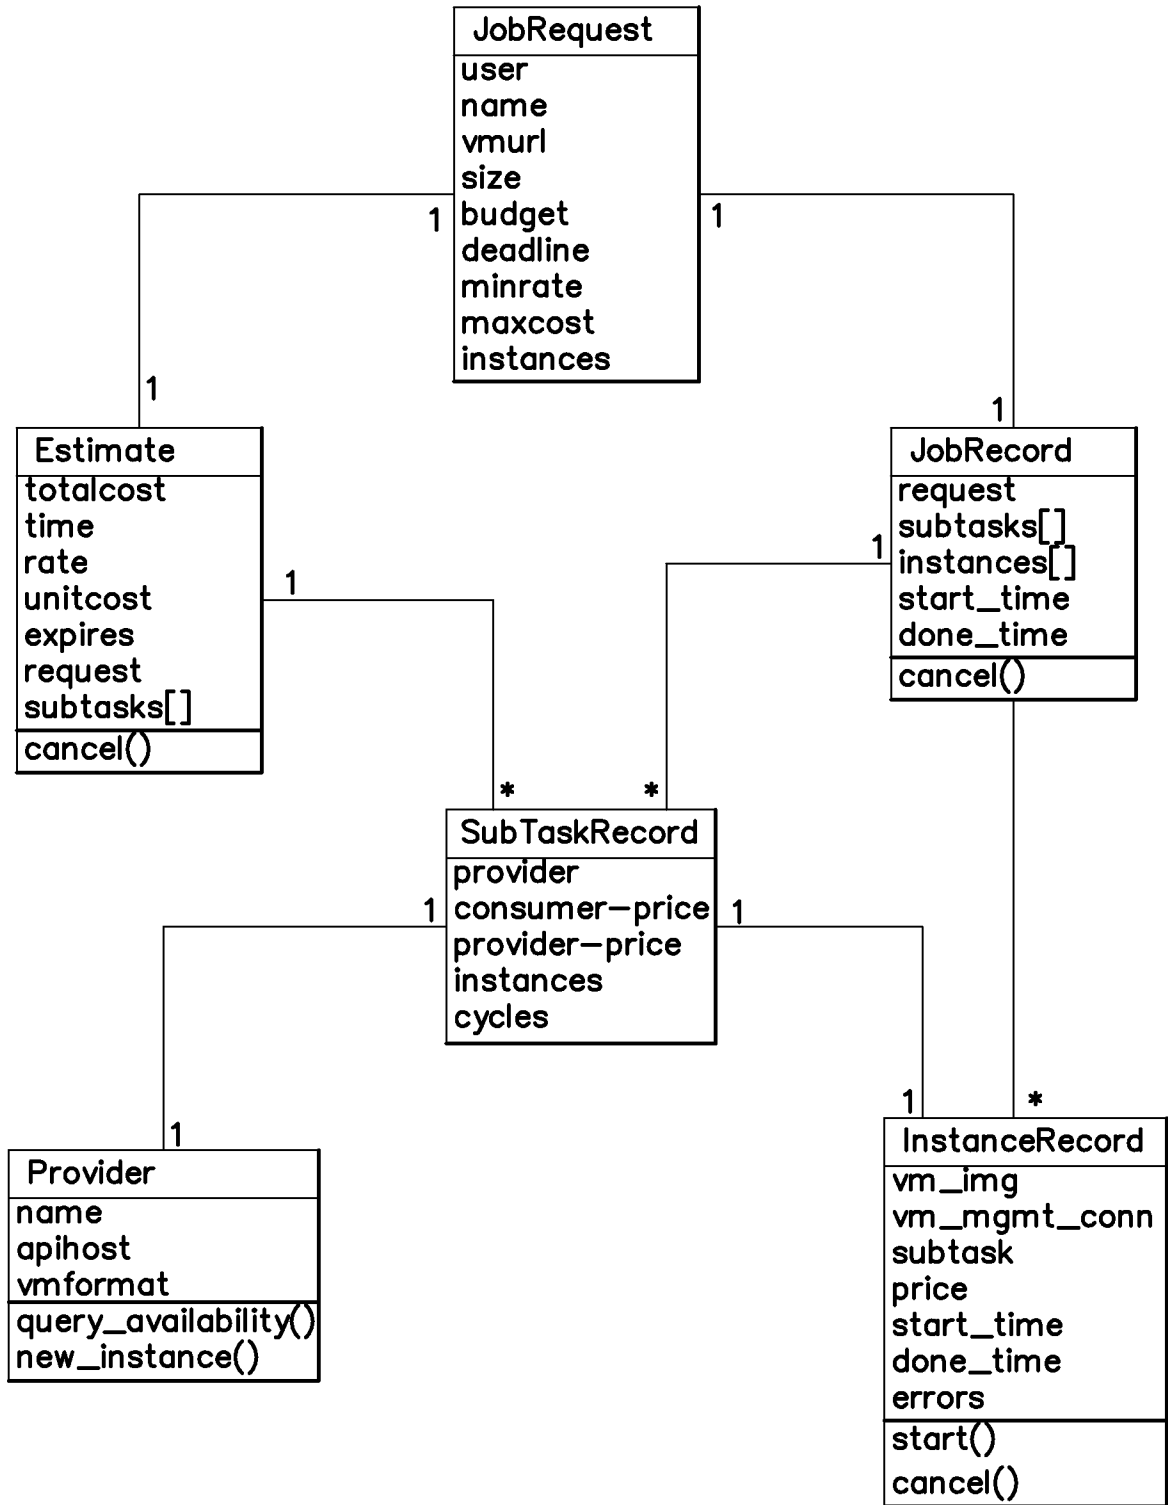 JobRequest
user
name
vmurl
size
1 budget 1
deadline
minrate
maxcost
instances
1
1
Estimate
totalcost
time
rate
unitcost
expires
request
subtasks[]
cancel()
1
JobRecord
request
subtasks[]
1 instances[]
start_time
done_time
cancel()
*
*
SubTaskRecord
provider
1 consumer-price 1
provider-price
instances
cycles
1
Provider
name
apihost
vmformat
query_availability()
new_instance()
1
*
InstanceRecord
vm_img
vm_mgmt_conn
subtask
price
start_time
done_time
errors
start()
cancel()